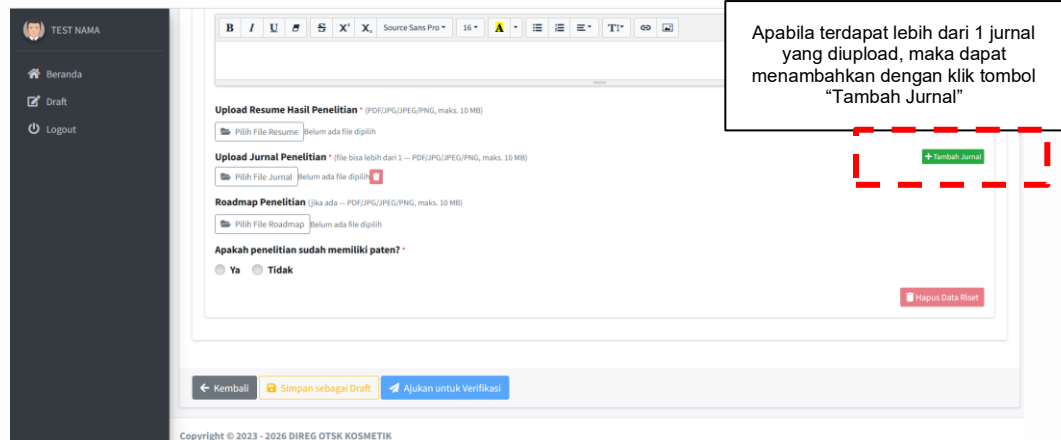 TEST NAMA
Beranda
Draft
Logout
B I U S X² X₂ Source Sans Pro 16 A T
Apabila terdapat lebih dari 1 jurnal
yang diupload, maka dapat
menambahkan dengan klik tombol
“Tambah Jurnal”
Upload Resume Hasil Penelitian * (PDF/JPG/JPEG/PNG, maks. 10 MB)
Pilih File Resume Belum ada file dipilih
Upload Jurnal Penelitian * (file bisa lebih dari 1 — PDF/JPG/JPEG/PNG, maks. 10 MB)
+ Tambah Jurnal
Pilih File Jurnal Belum ada file dipilih
Roadmap Penelitian (jika ada — PDF/JPG/JPEG/PNG, maks. 10 MB)
Pilih File Roadmap Belum ada file dipilih
Apakah penelitian sudah memiliki paten? *
Ya Tidak
Hapus Data Riset
Kembali Simpan sebagai Draft Ajukan untuk Verifikasi
Copyright © 2023 - 2026 DIREG OTSK KOSMETIK